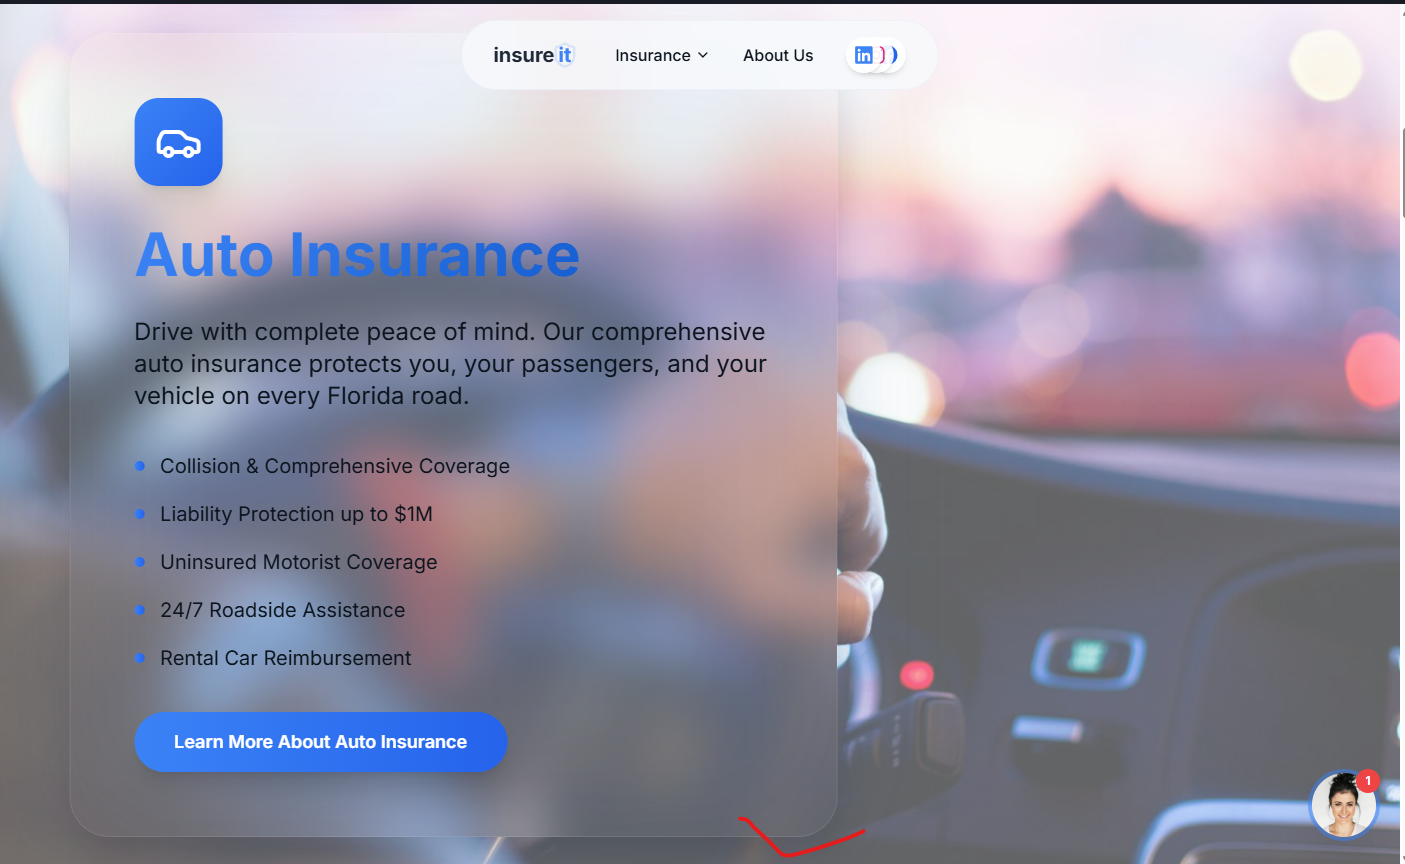 insureit
Insurance
About Us
in
Auto Insurance
Drive with complete peace of mind. Our comprehensive
auto insurance protects you, your passengers, and your
vehicle on every Florida road.
Collision & Comprehensive Coverage
Liability Protection up to $1M
Uninsured Motorist Coverage
24/7 Roadside Assistance
Rental Car Reimbursement
Learn More About Auto Insurance
1